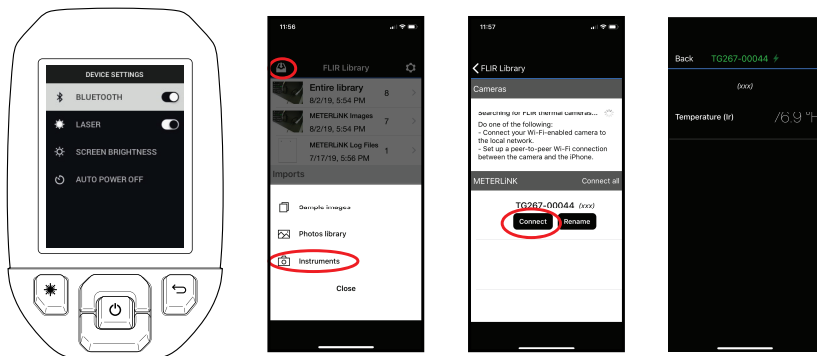 DEVICE SETTINGS
BLUETOOTH
LASER
SCREEN BRIGHTNESS
AUTO POWER OFF
11:56
FLIR Library
Entire library
8/2/19, 5:54 PM
8
METERLiNK Images
8/2/19, 5:54 PM
7
METERLiNK Log Files
7/17/19, 5:56 PM
1
Imports
Sample images
Photos library
Instruments
Close
11:57
FLIR Library
Cameras
Searching for FLIR thermal cameras...
Do one of the following:
- Connect your Wi-Fi-enabled camera to
the local network.
- Set up a peer-to-peer Wi-Fi connection
between the camera and the iPhone.
METERLiNK Connect all
TG267-00044 (xxx)
Connect Rename
Back TG267-00044
(xxx)
Temperature (Ir) 76.9 °F